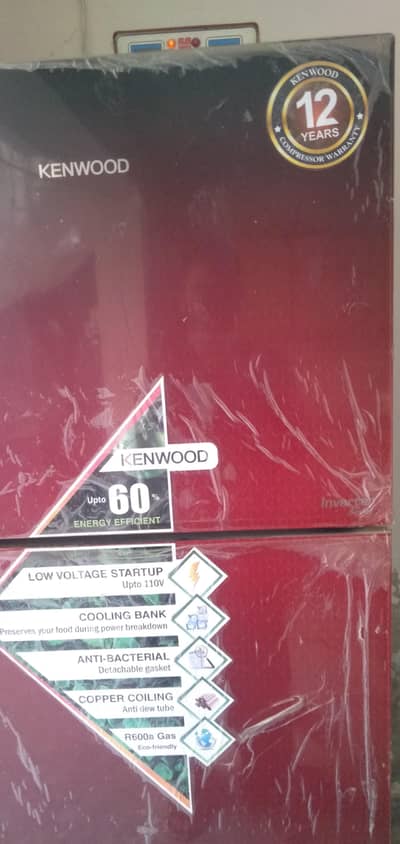 KENWOOD
12
YEARS
COMPRESSOR WARRANTY
KENWOOD
KENWOOD
Upto 60%
ENERGY EFFICIENT
Inverter
LOW VOLTAGE STARTUP
Upto 110V
COOLING BANK
Preserves your food during power breakdown
ANTI-BACTERIAL
Detachable gasket
COPPER COILING
Anti dew tube
R600a Gas
Eco-friendly